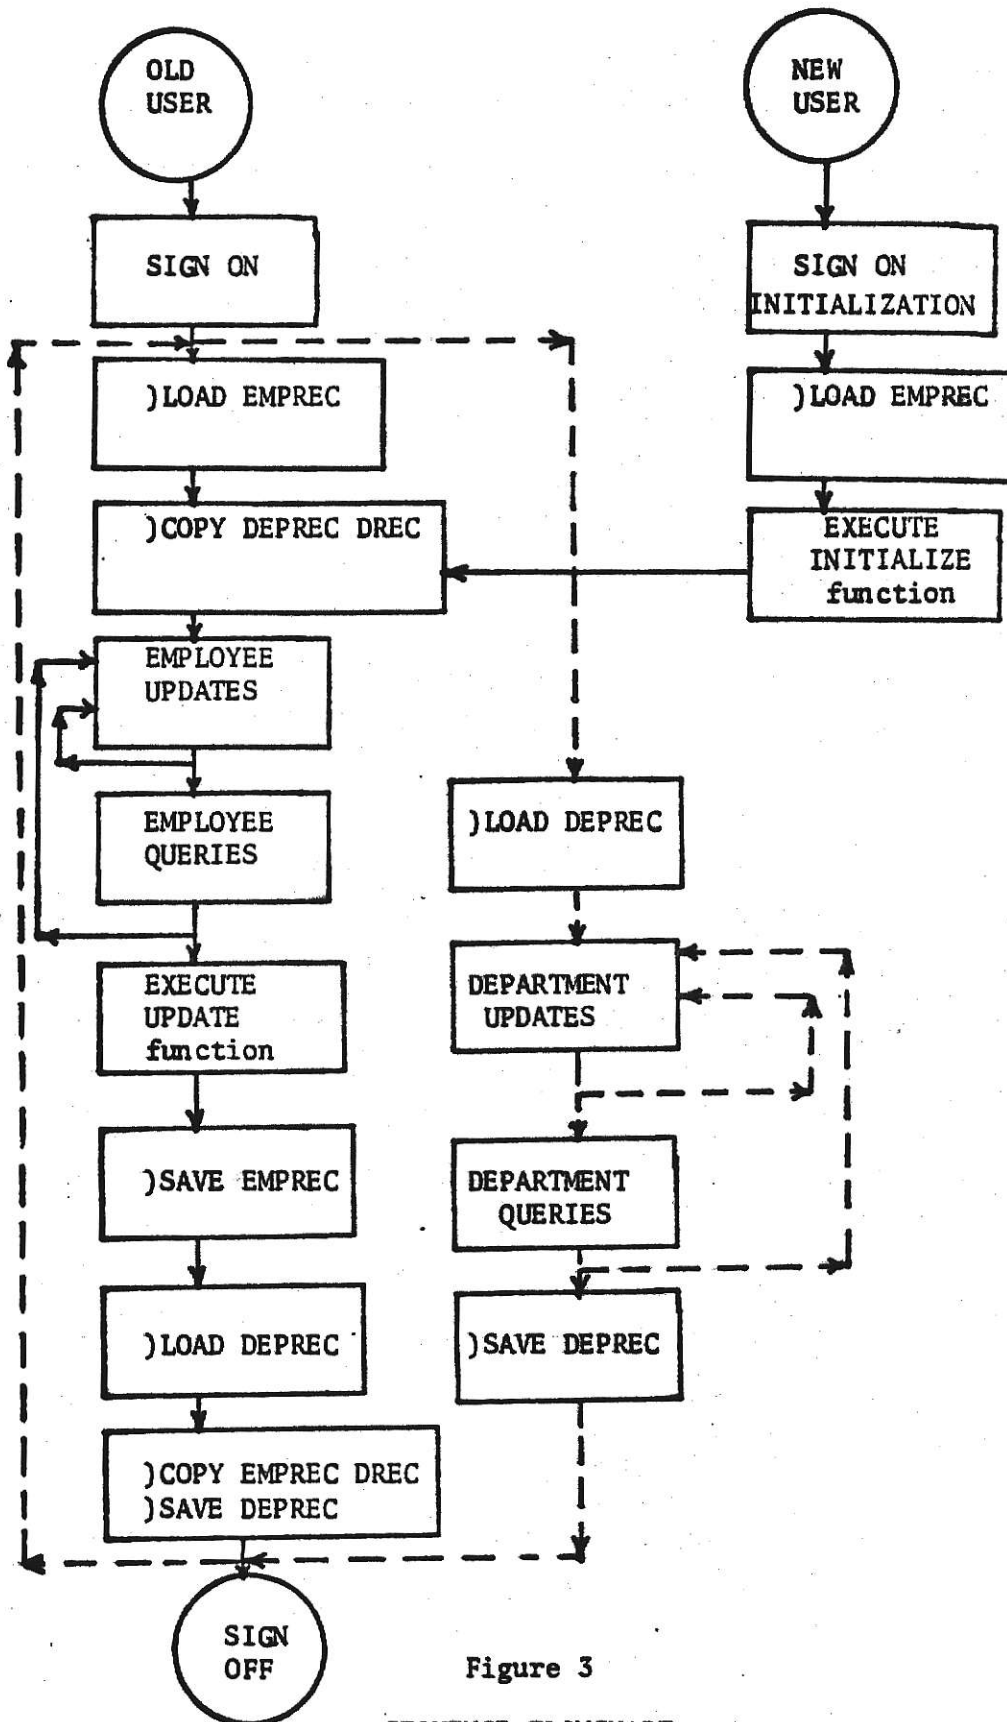 OLD
USER
NEW
USER
SIGN ON
SIGN ON
INITIALIZATION
)LOAD EMPREC
)LOAD EMPREC
)COPY DEPREC DREC
EXECUTE
INITIALIZE
function
EMPLOYEE
UPDATES
EMPLOYEE
QUERIES
)LOAD DEPREC
EXECUTE
UPDATE
function
DEPARTMENT
UPDATES
)SAVE EMPREC
DEPARTMENT
QUERIES
)LOAD DEPREC
)SAVE DEPREC
)COPY EMPREC DREC
)SAVE DEPREC
SIGN
OFF
Figure 3